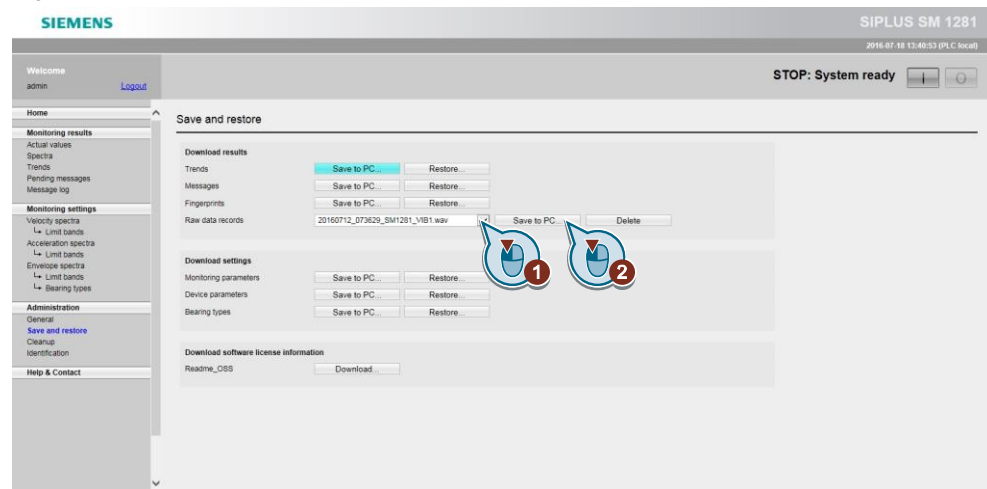 SIEMENS
SIPLUS SM 1281
2016-07-18 13:40:53 (PLC local)
Welcome
admin Logout
STOP: System ready I O
Home
Monitoring results
Actual values
Spectra
Trends
Pending messages
Message log
Monitoring settings
Velocity spectra
Limit bands
Acceleration spectra
Limit bands
Envelope spectra
Limit bands
Bearing types
Administration
General
Save and restore
Cleanup
Identification
Help & Contact
Save and restore
Download results
Trends Save to PC... Restore...
Messages Save to PC... Restore...
Fingerprints Save to PC... Restore...
Raw data records 20160712_073629_SM1281_VIB1.wav Save to PC... Delete
1 2
Download settings
Monitoring parameters Save to PC... Restore...
Device parameters Save to PC... Restore...
Bearing types Save to PC... Restore...
Download software license information
Readme_OSS Download...